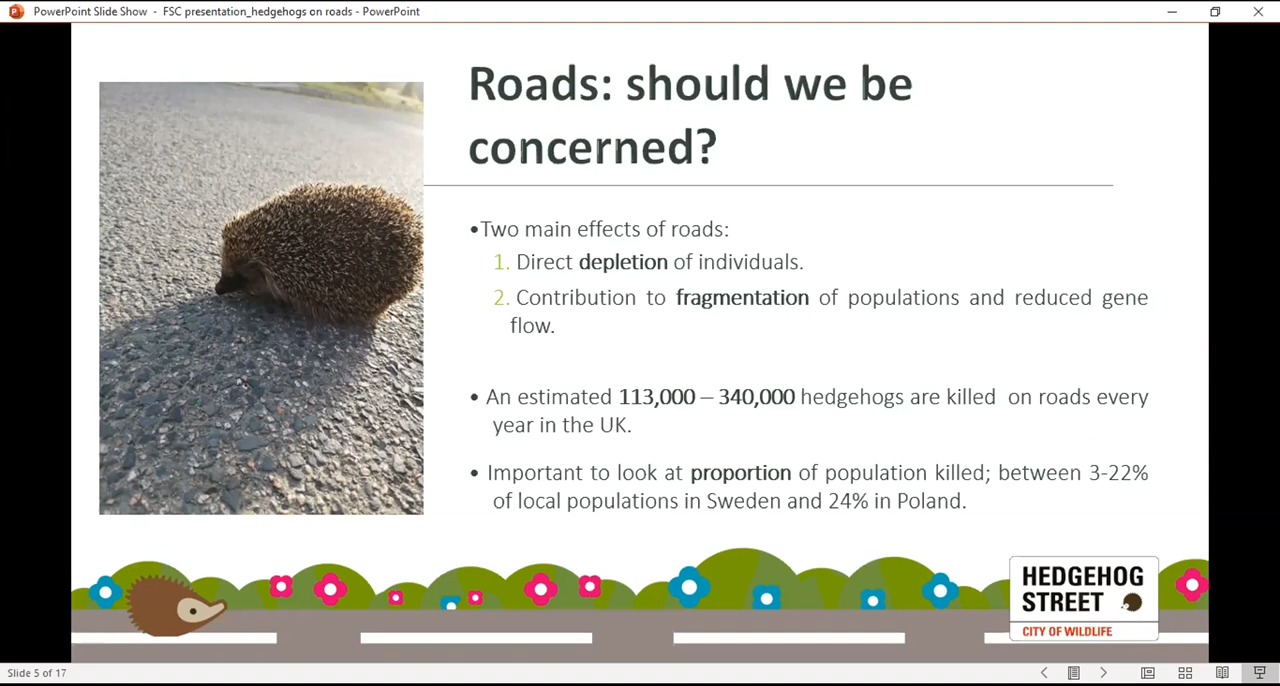 PowerPoint Slide Show - FSC presentation_hedgehogs on roads - PowerPoint
Roads: should we be
concerned?
•Two main effects of roads:
1. Direct depletion of individuals.
2. Contribution to fragmentation of populations and reduced gene
flow.
• An estimated 113,000 – 340,000 hedgehogs are killed on roads every
year in the UK.
• Important to look at proportion of population killed; between 3-22%
of local populations in Sweden and 24% in Poland.
HEDGEHOG
STREET
CITY OF WILDLIFE
Slide 5 of 17